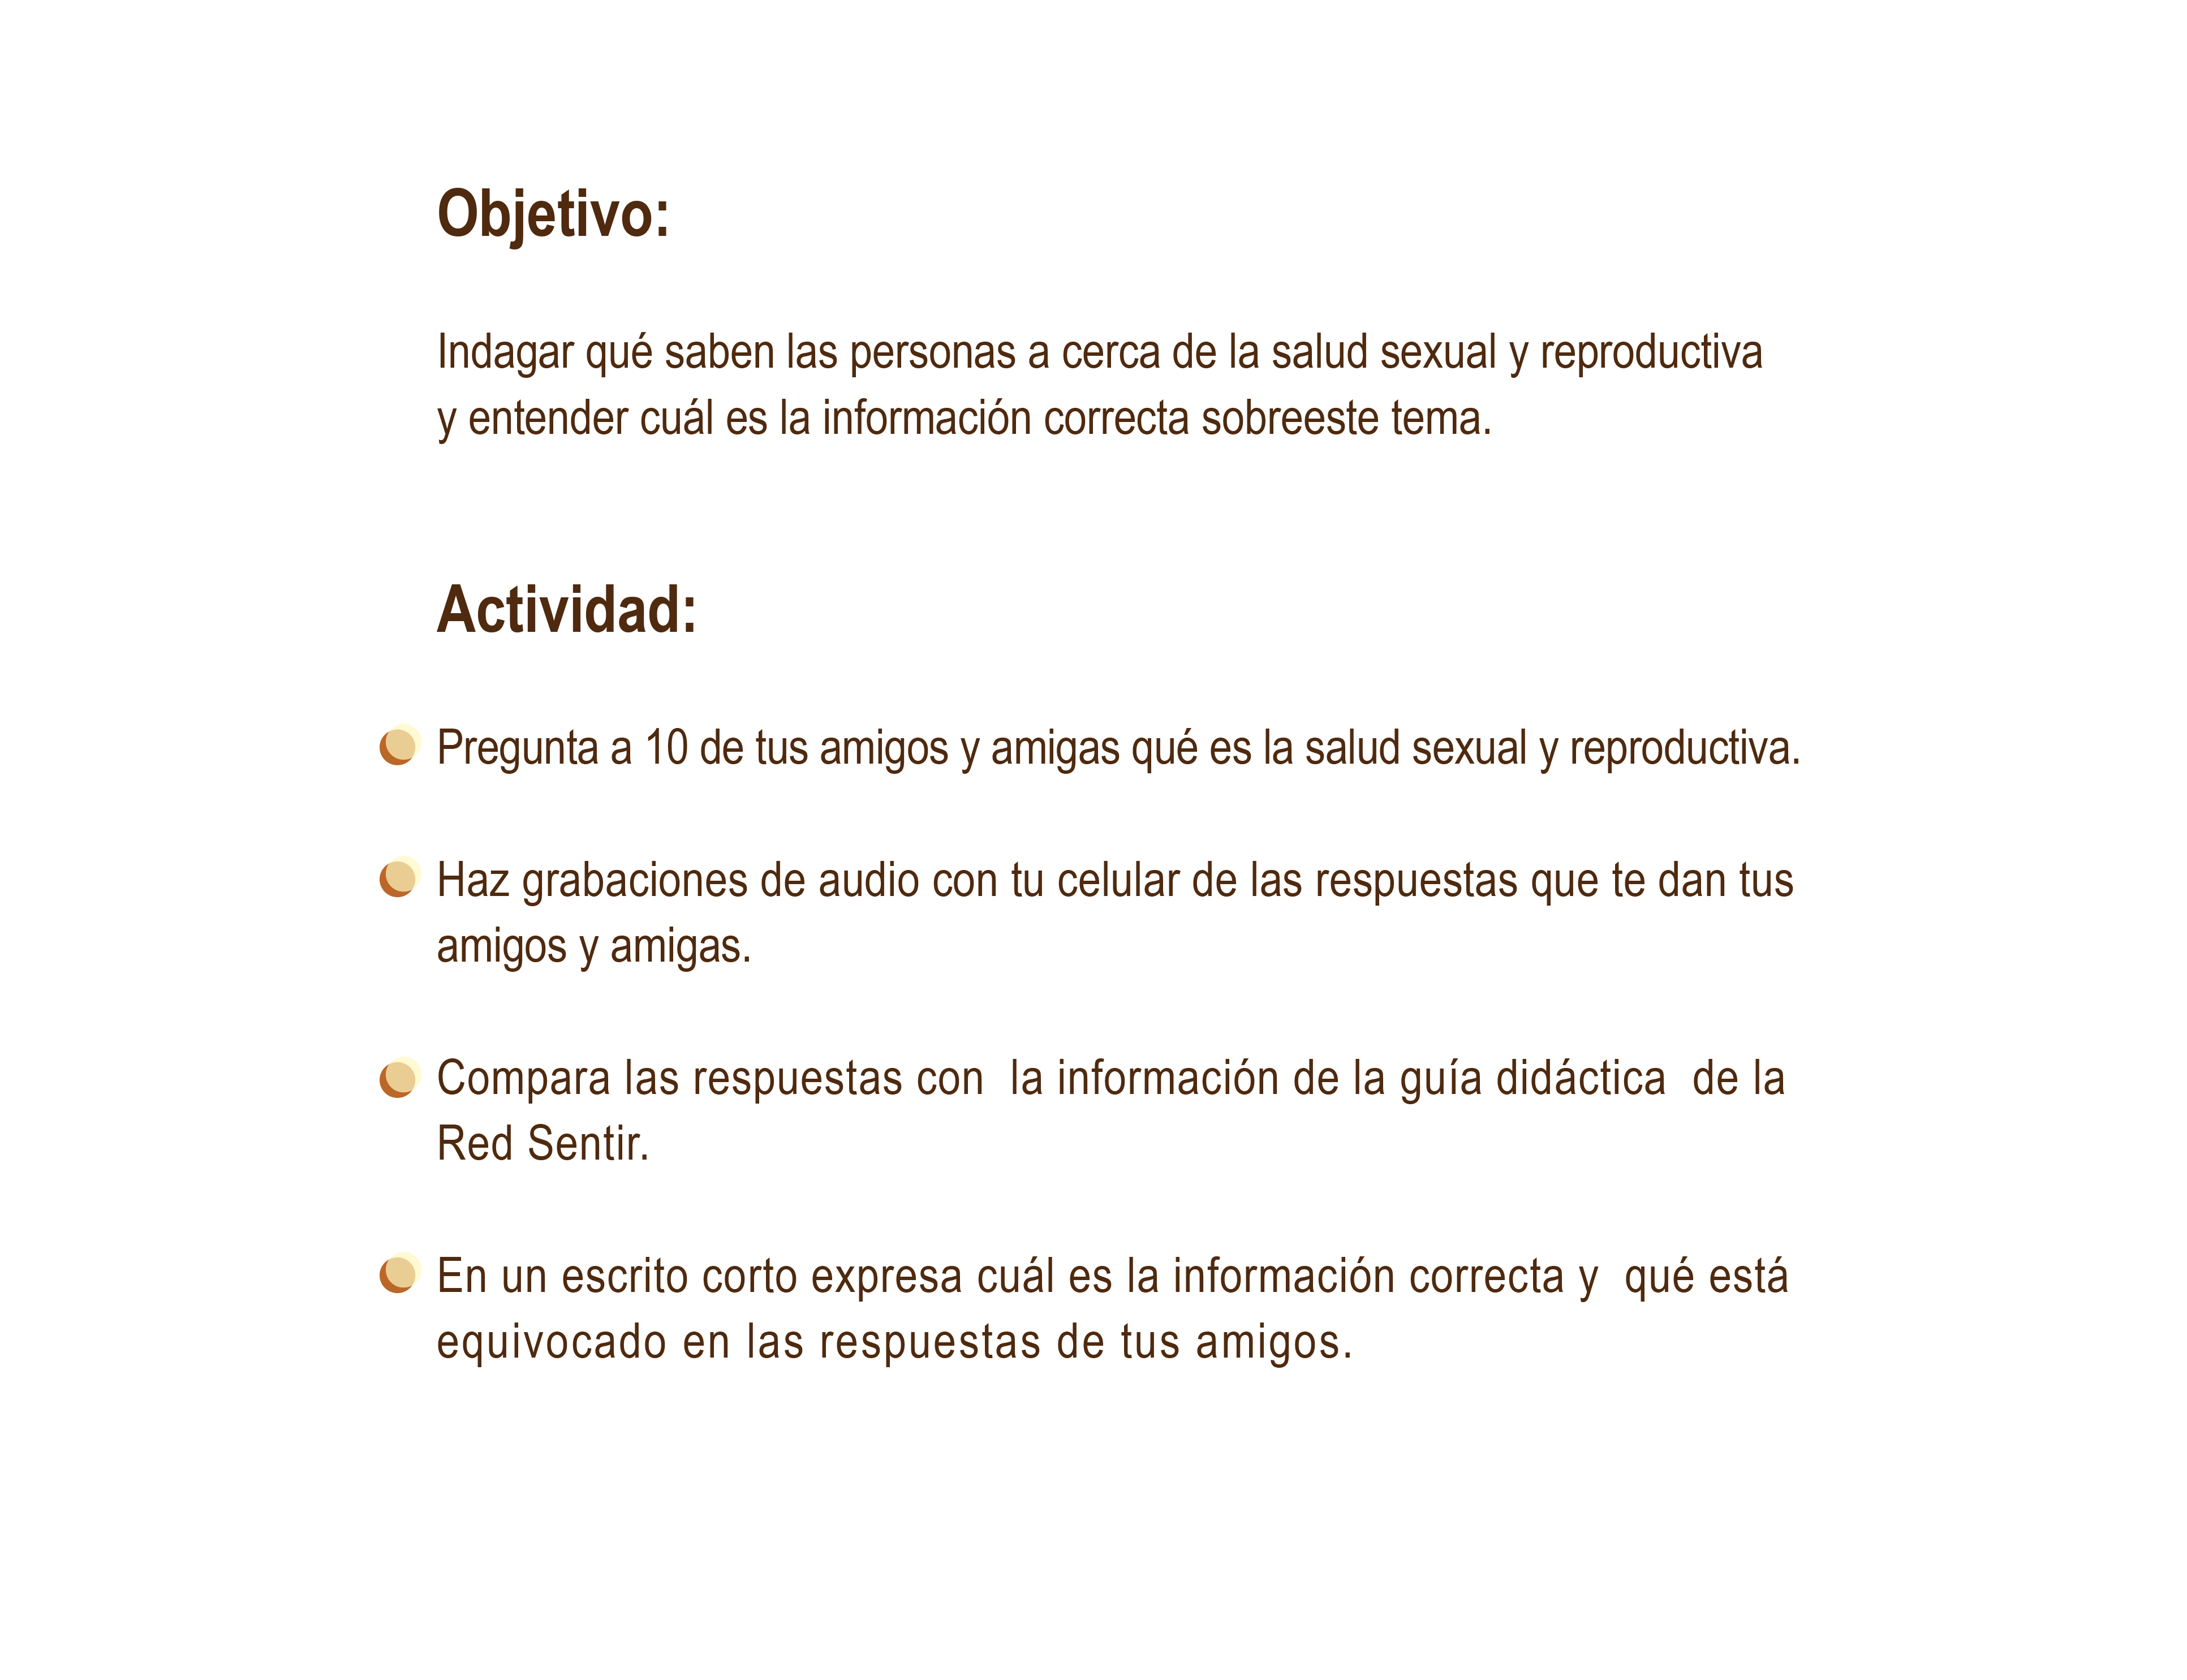 Objetivo:
Indagar qué saben las personas a cerca de la salud sexual y reproductiva
y entender cuál es la información correcta sobreeste tema.
Actividad:
Pregunta a 10 de tus amigos y amigas qué es la salud sexual y reproductiva.
Haz grabaciones de audio con tu celular de las respuestas que te dan tus
amigos y amigas.
Compara las respuestas con  la información de la guía didáctica  de la
Red Sentir.
En un escrito corto expresa cuál es la información correcta y  qué está
equivocado en las respuestas de tus amigos.